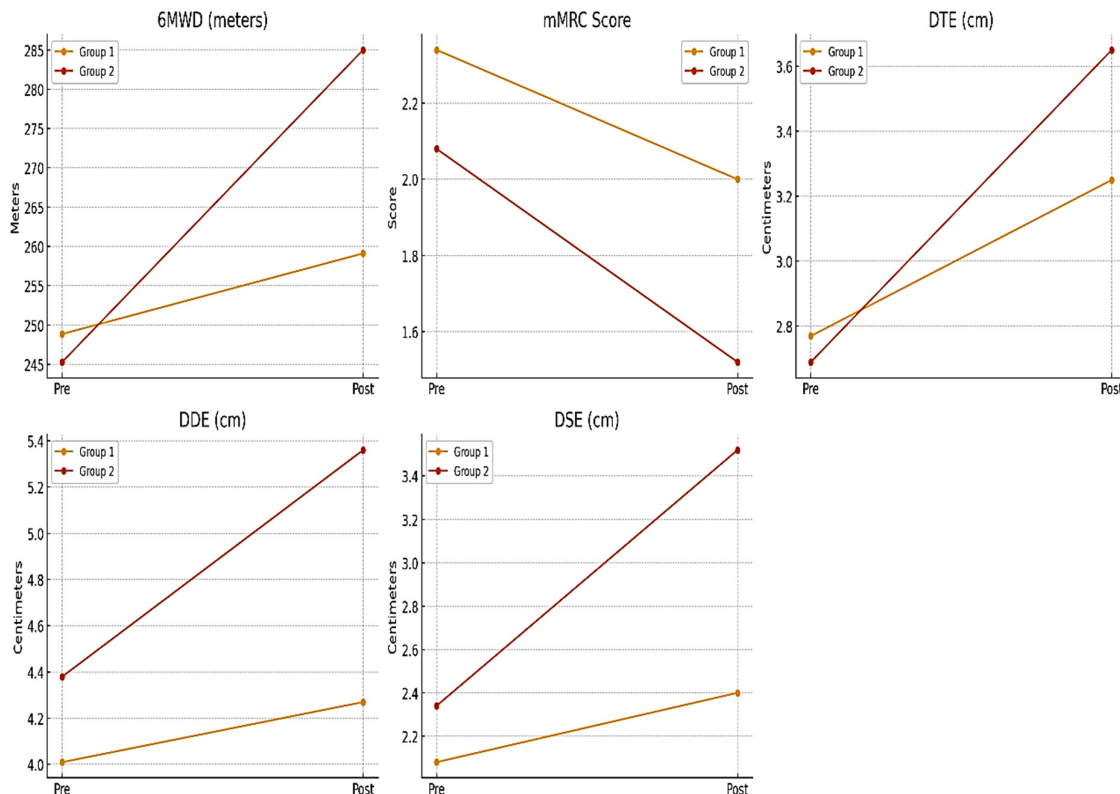 6MWD (meters)
Group 1
Group 2
285
280
275
270
265
260
255
250
245
Meters
Pre
Post
mMRC Score
Group 1
Group 2
2.2
2.0
1.8
1.6
Score
Pre
Post
DTE (cm)
Group 1
Group 2
3.6
3.4
3.2
3.0
2.8
Centimeters
Pre
Post
DDE (cm)
Group 1
Group 2
5.4
5.2
5.0
4.8
4.6
4.4
4.2
4.0
Centimeters
Pre
Post
DSE (cm)
Group 1
Group 2
3.4
3.2
3.0
2.8
2.6
2.4
2.2
Centimeters
Pre
Post